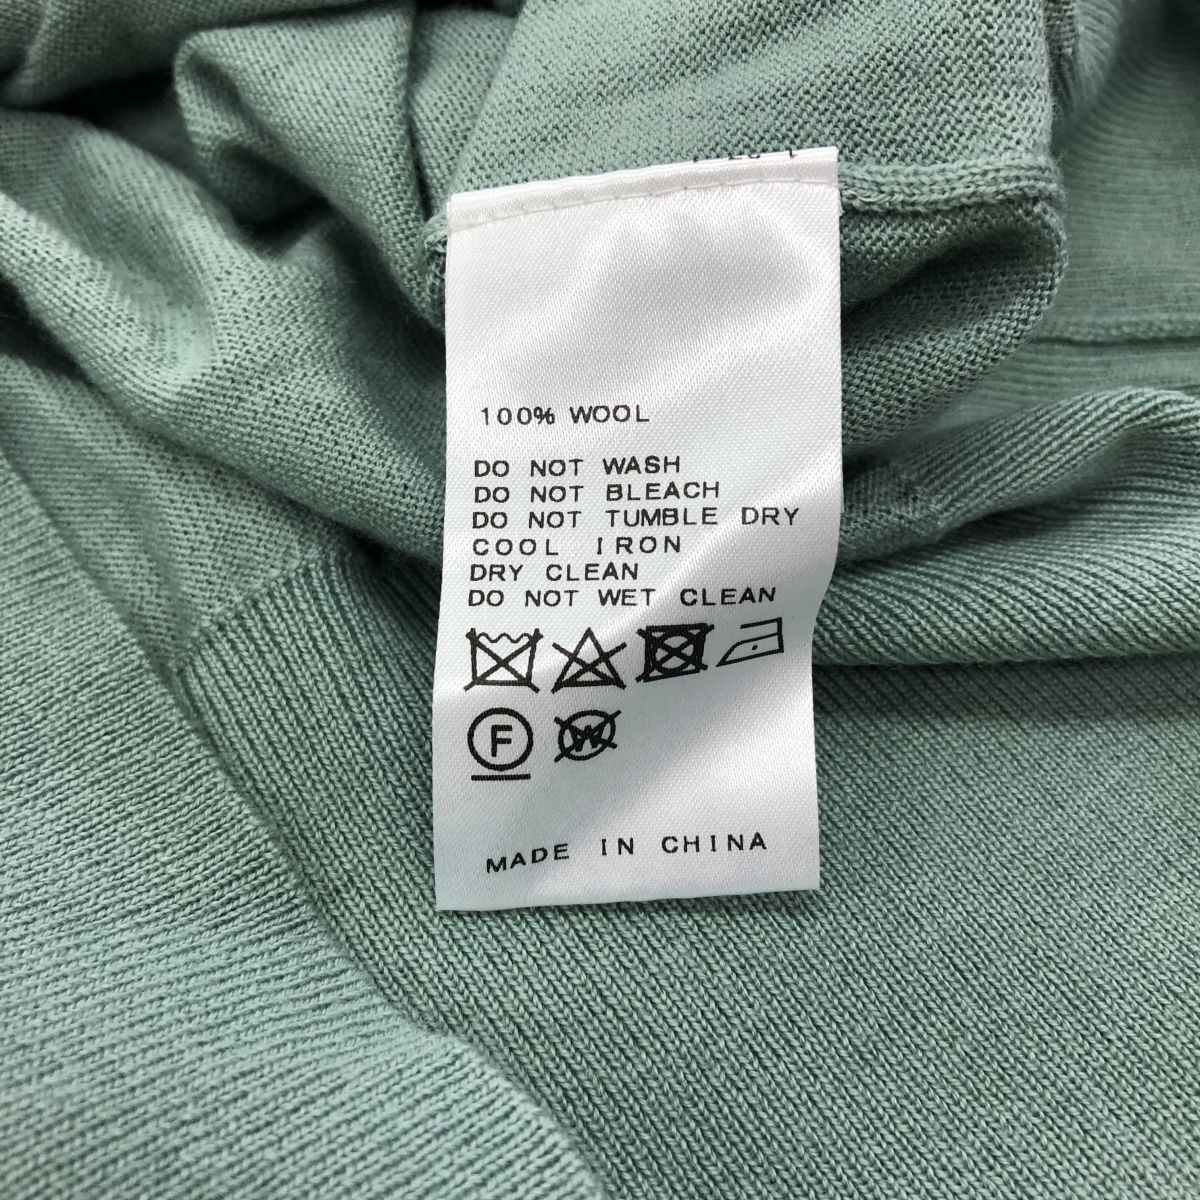 100% WOOL
DO NOT WASH
DO NOT BLEACH
DO NOT TUMBLE DRY
COOL IRON
DRY CLEAN
DO NOT WET CLEAN
F W
MADE IN CHINA